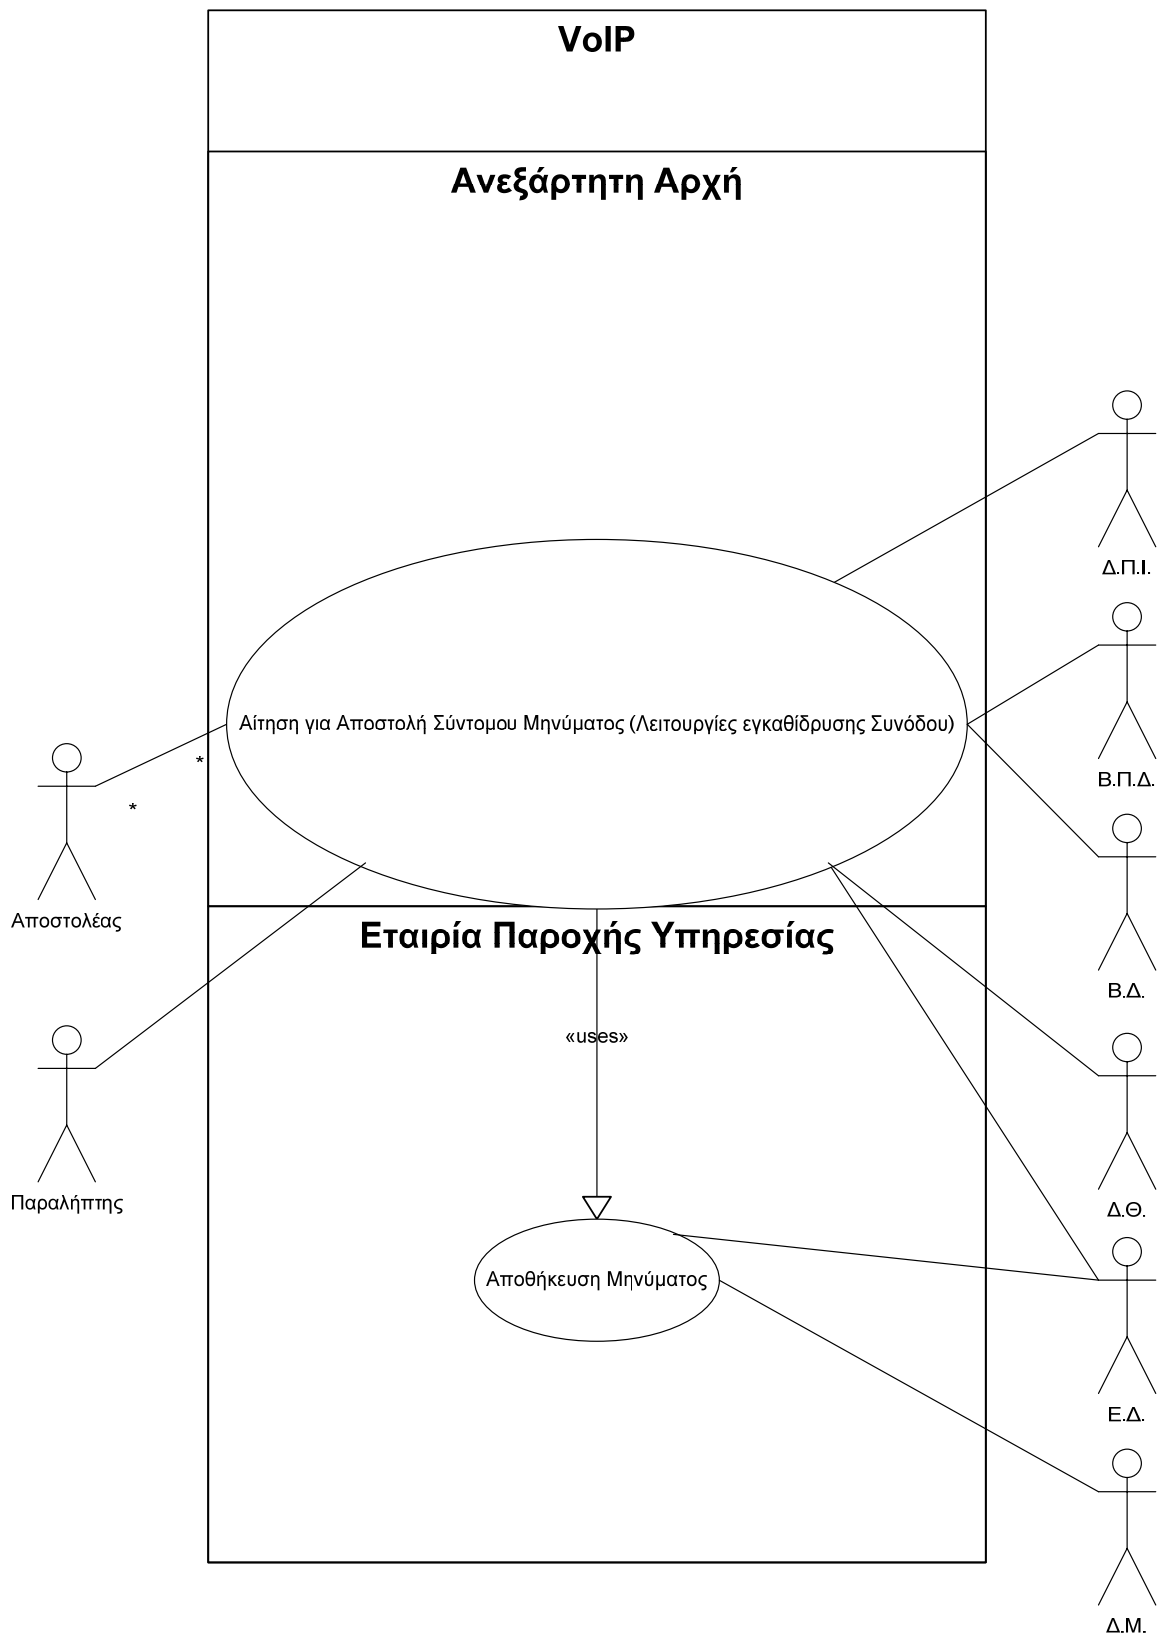 VoIP
Ανεξάρτητη Αρχή
Δ.Π.Ι.
Αίτηση για Αποστολή Σύντομου Μηνύματος (Λειτουργίες εγκαθίδρυσης Συνόδου)
*
Β.Π.Δ.
*
Αποστολέας
Εταιρία Παροχής Υπηρεσίας
Β.Δ.
«uses»
Παραλήπτης
Δ.Θ.
Αποθήκευση Μηνύματος
Ε.Δ.
Δ.Μ.